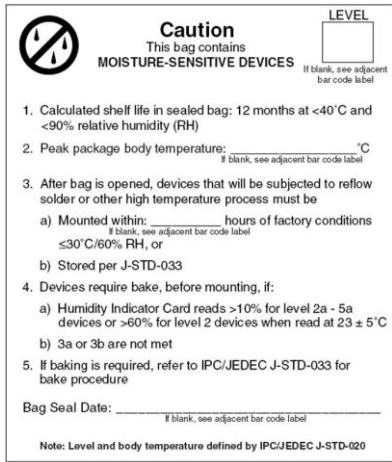 LEVEL
Caution
This bag contains
MOISTURE-SENSITIVE DEVICES
If blank, see adjacent
bar code label
1. Calculated shelf life in sealed bag: 12 months at <40°C and
<90% relative humidity (RH)
2. Peak package body temperature: ____________________°C
If blank, see adjacent bar code label
3. After bag is opened, devices that will be subjected to reflow
solder or other high temperature process must be
a) Mounted within: ___________ hours of factory conditions
If blank, see adjacent bar code label
≤30°C/60% RH, or
b) Stored per J-STD-033
4. Devices require bake, before mounting, if:
a) Humidity Indicator Card reads >10% for level 2a - 5a
devices or >60% for level 2 devices when read at 23 ± 5°C
b) 3a or 3b are not met
5. If baking is required, refer to IPC/JEDEC J-STD-033 for
bake procedure
Bag Seal Date: ______________________________________
If blank, see adjacent bar code label
Note: Level and body temperature defined by IPC/JEDEC J-STD-020